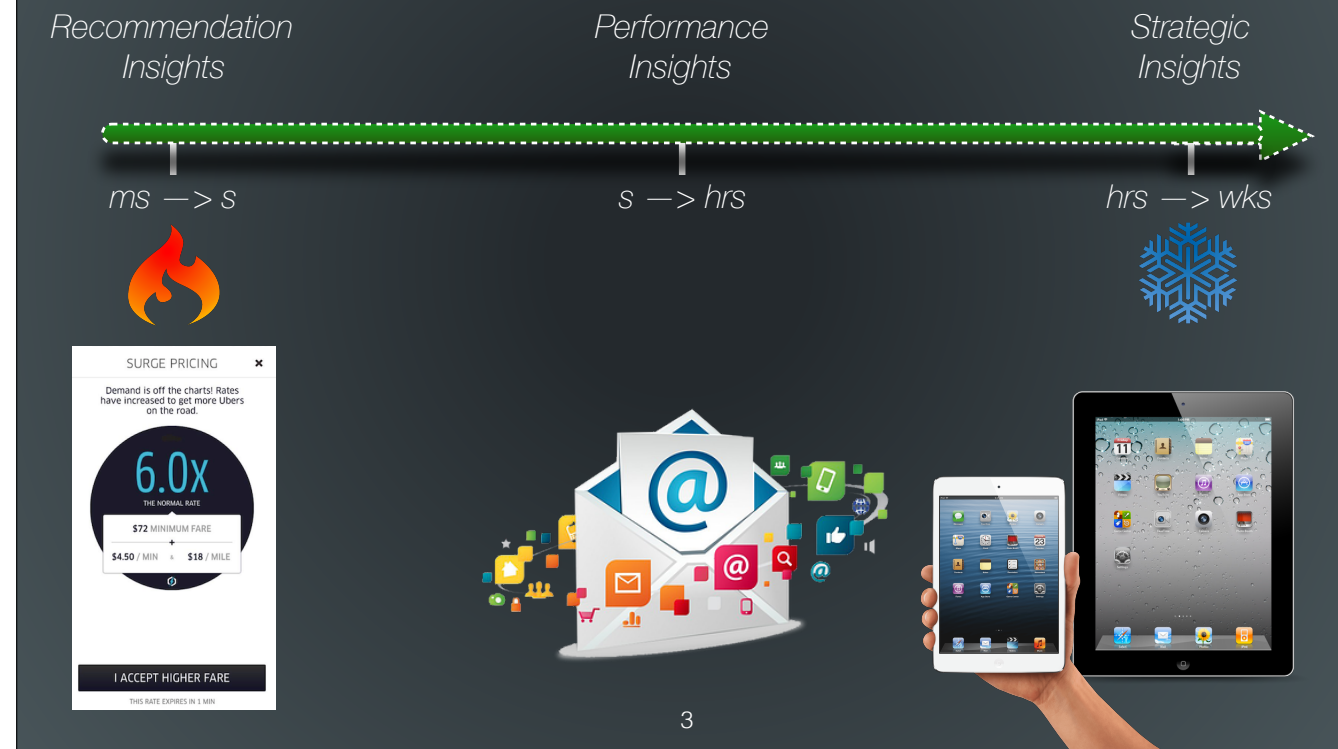 Recommendation
Insights
Performance
Insights
Strategic
Insights
ms —> s
s —> hrs
hrs —> wks
SURGE PRICING ×
Demand is off the charts! Rates
have increased to get more Ubers
on the road.
6.0x
THE NORMAL RATE
$72 MINIMUM FARE
+
$4.50 / MIN & $18 / MILE
I ACCEPT HIGHER FARE
THIS RATE EXPIRES IN 1 MIN
@
@
@
23
11
3